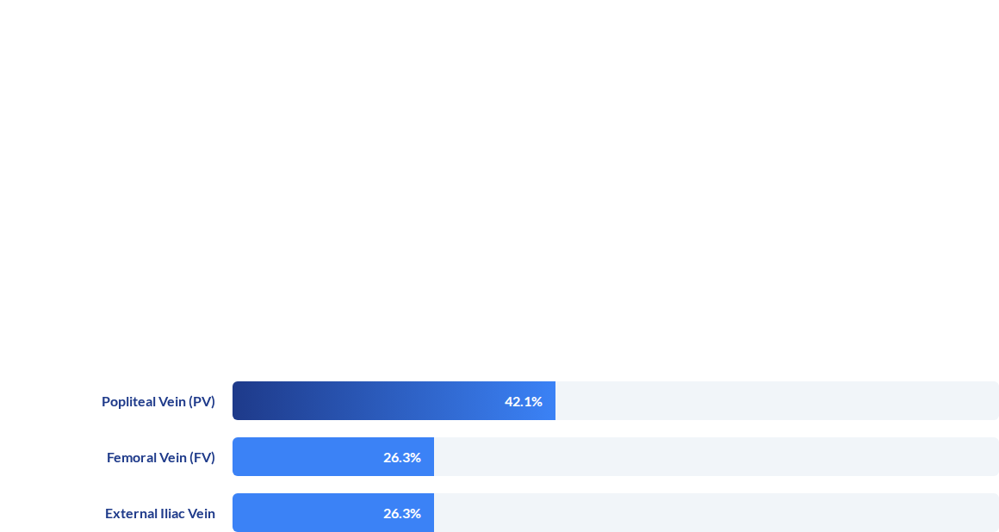 Popliteal Vein (PV) 42.1%
Femoral Vein (FV) 26.3%
External Iliac Vein 26.3%